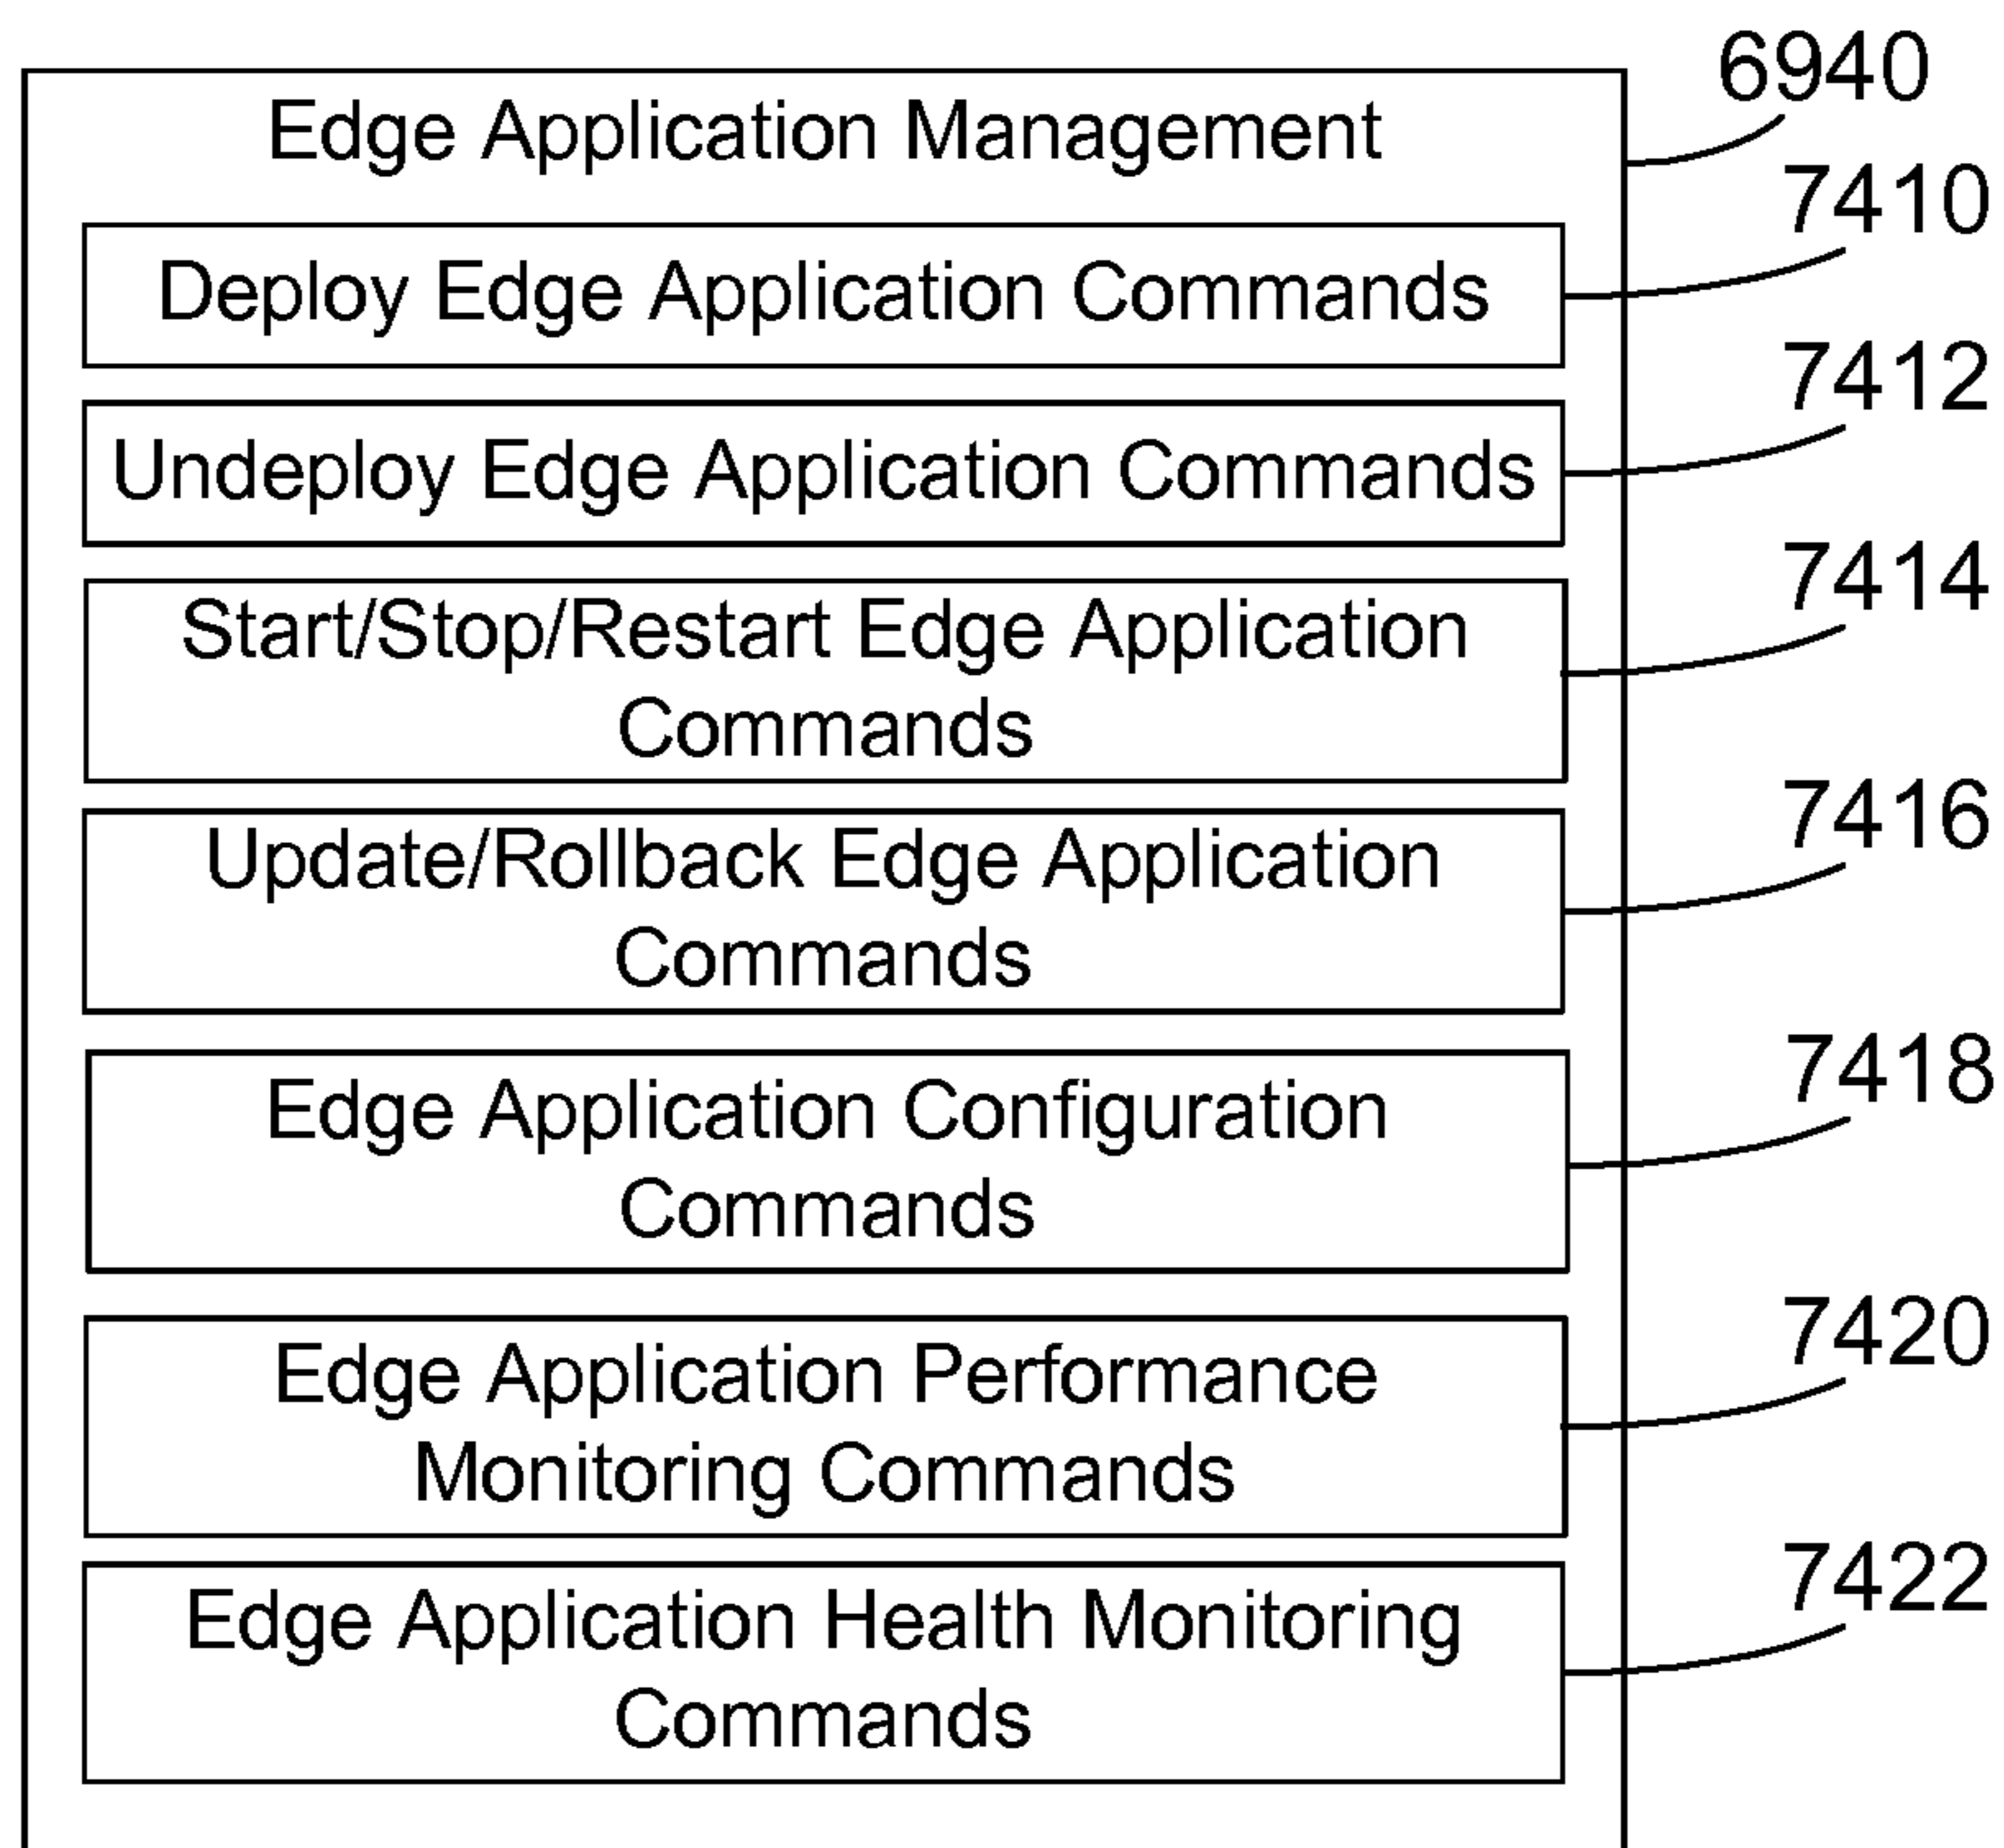 6940
Edge Application Management
7410
Deploy Edge Application Commands
7412
Undeploy Edge Application Commands
7414
Start/Stop/Restart Edge Application
Commands
7416
Update/Rollback Edge Application
Commands
7418
Edge Application Configuration
Commands
7420
Edge Application Performance
Monitoring Commands
7422
Edge Application Health Monitoring
Commands